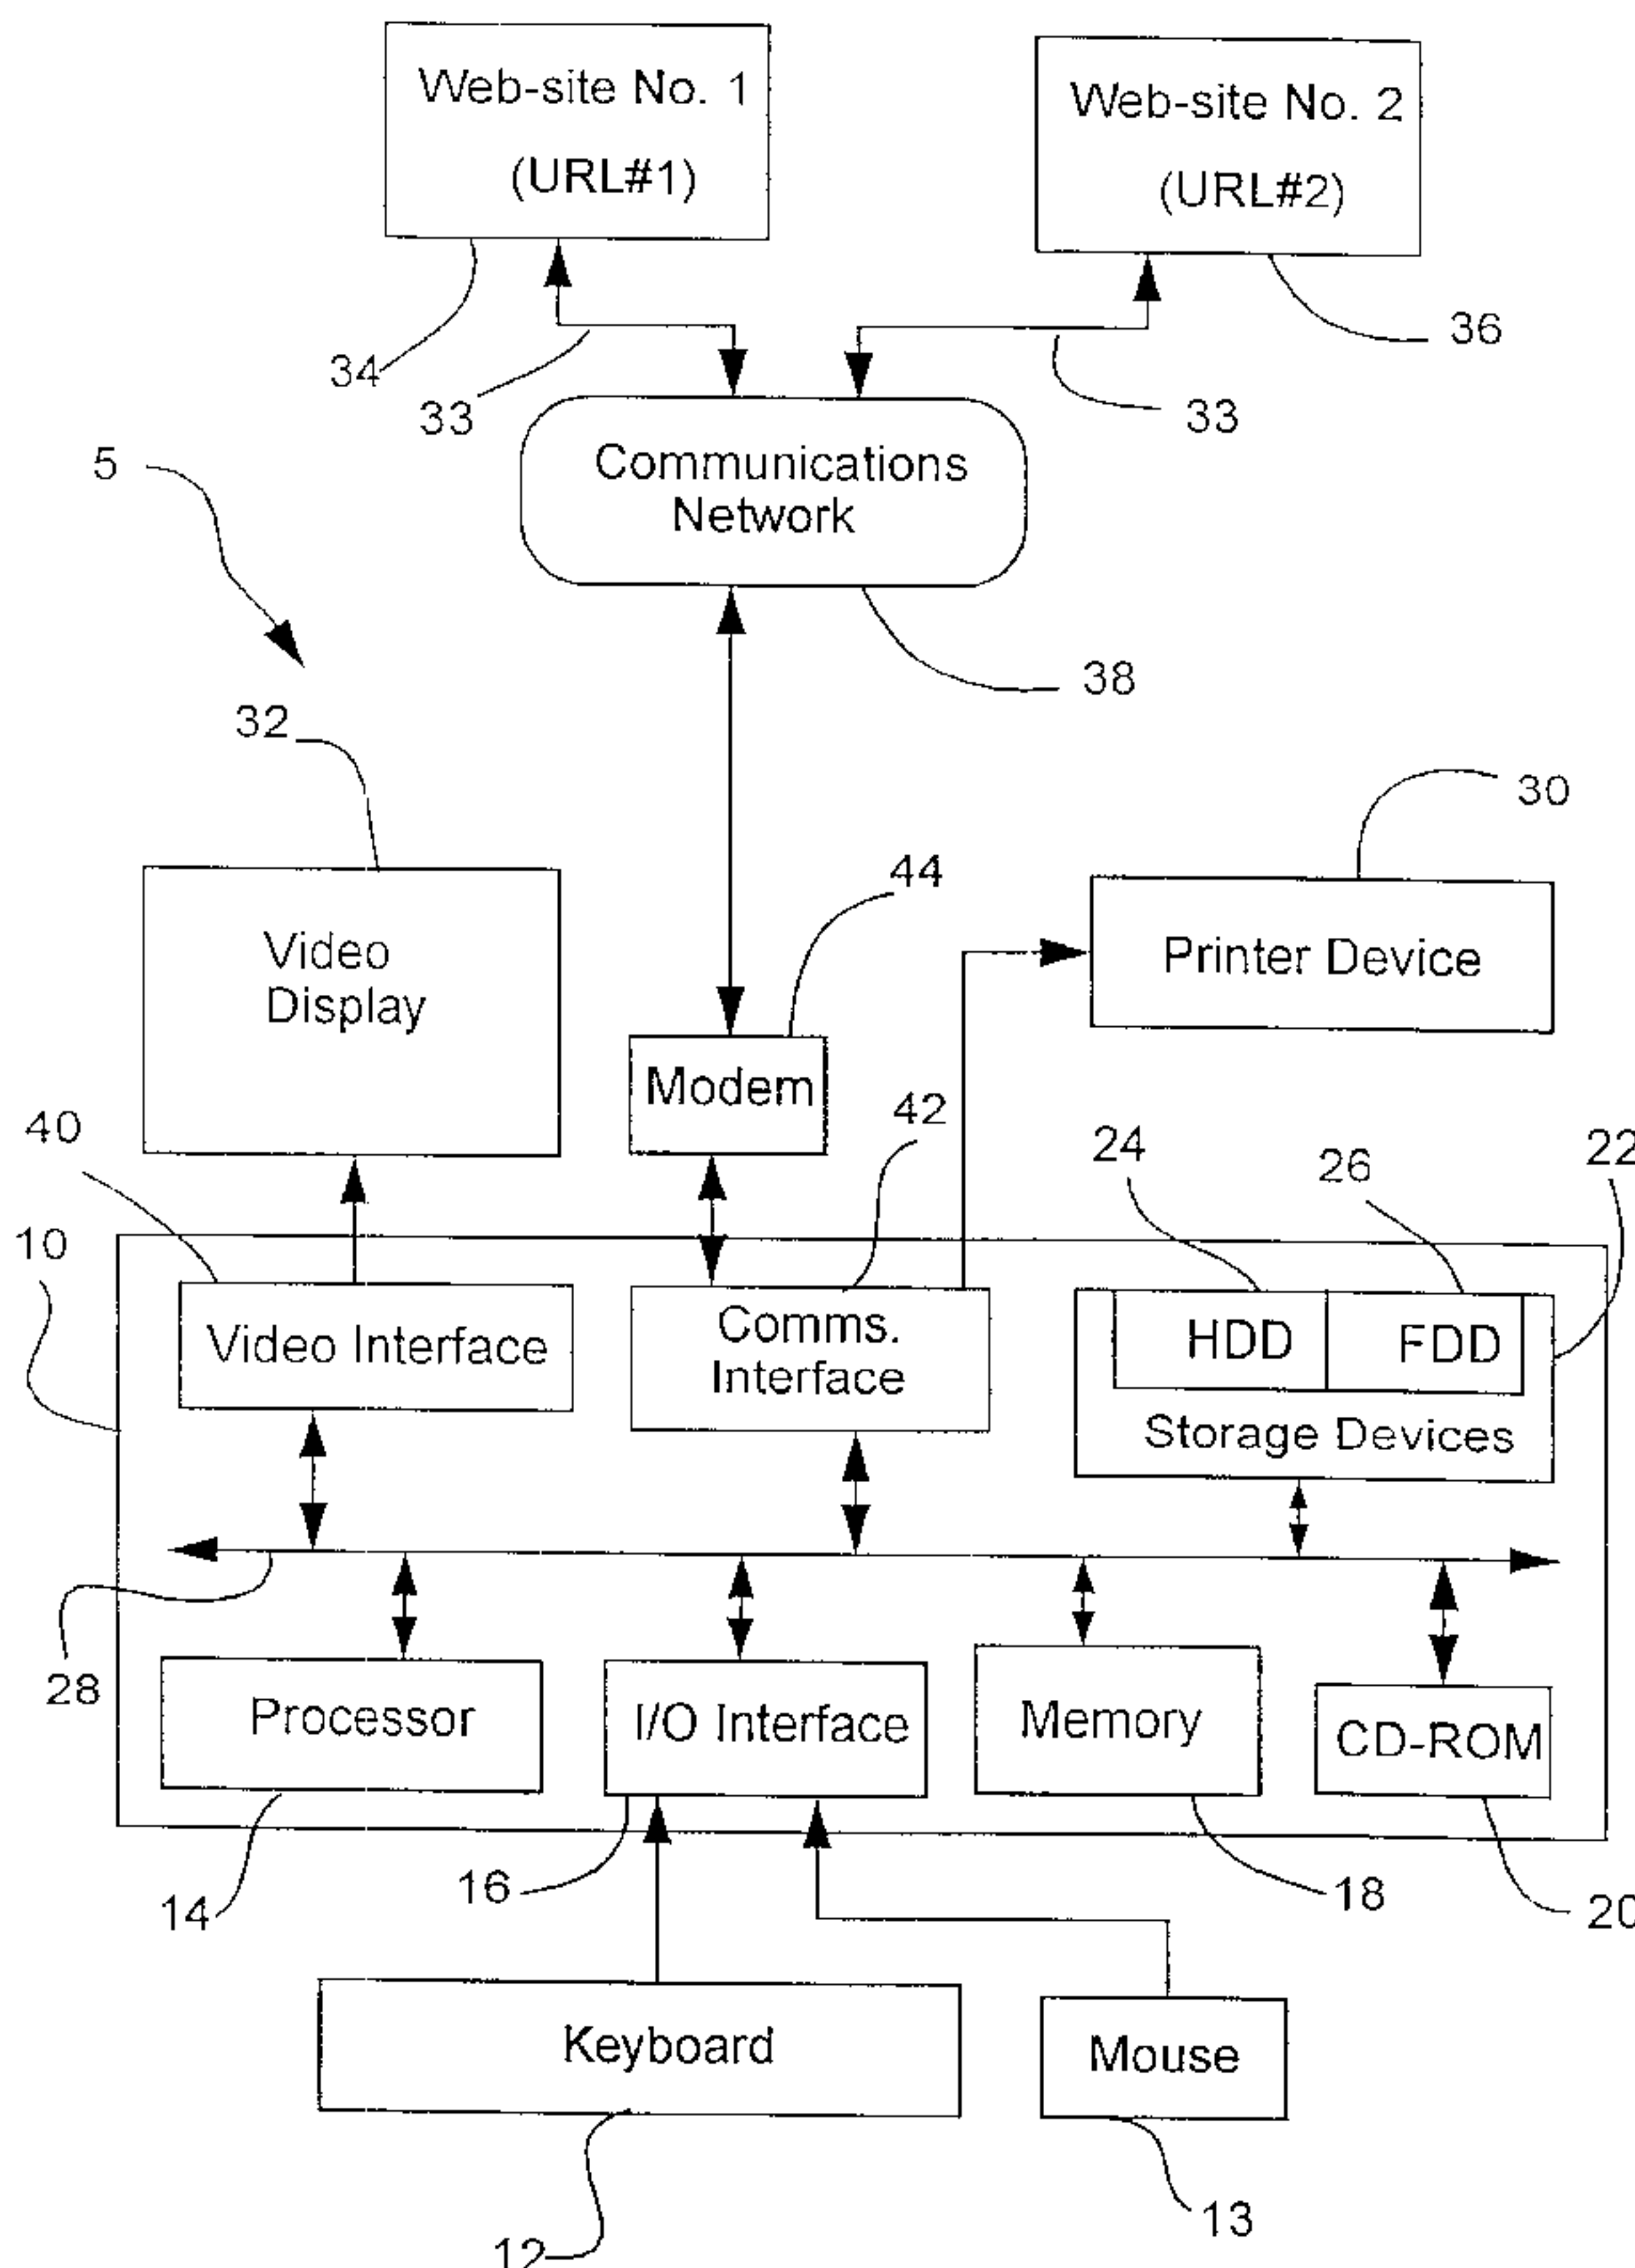 Web-site No. 1
(URL#1)
Web-site No. 2
(URL#2)
34
33
33
36
5
Communications
Network
38
32
30
44
Video
Display
Printer Device
Modem
40
42
24
26
22
10
Video Interface
Comms.
Interface
HDD
FDD
Storage Devices
28
Processor
I/O Interface
Memory
CD-ROM
14
16
18
20
Keyboard
Mouse
12
13